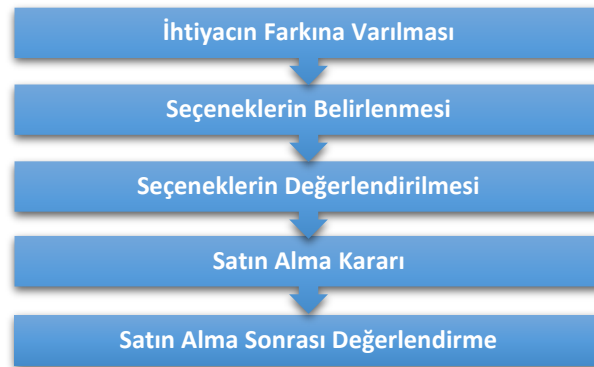 İhtiyacın Farkına Varılması
Seçeneklerin Belirlenmesi
Seçeneklerin Değerlendirilmesi
Satın Alma Kararı
Satın Alma Sonrası Değerlendirme